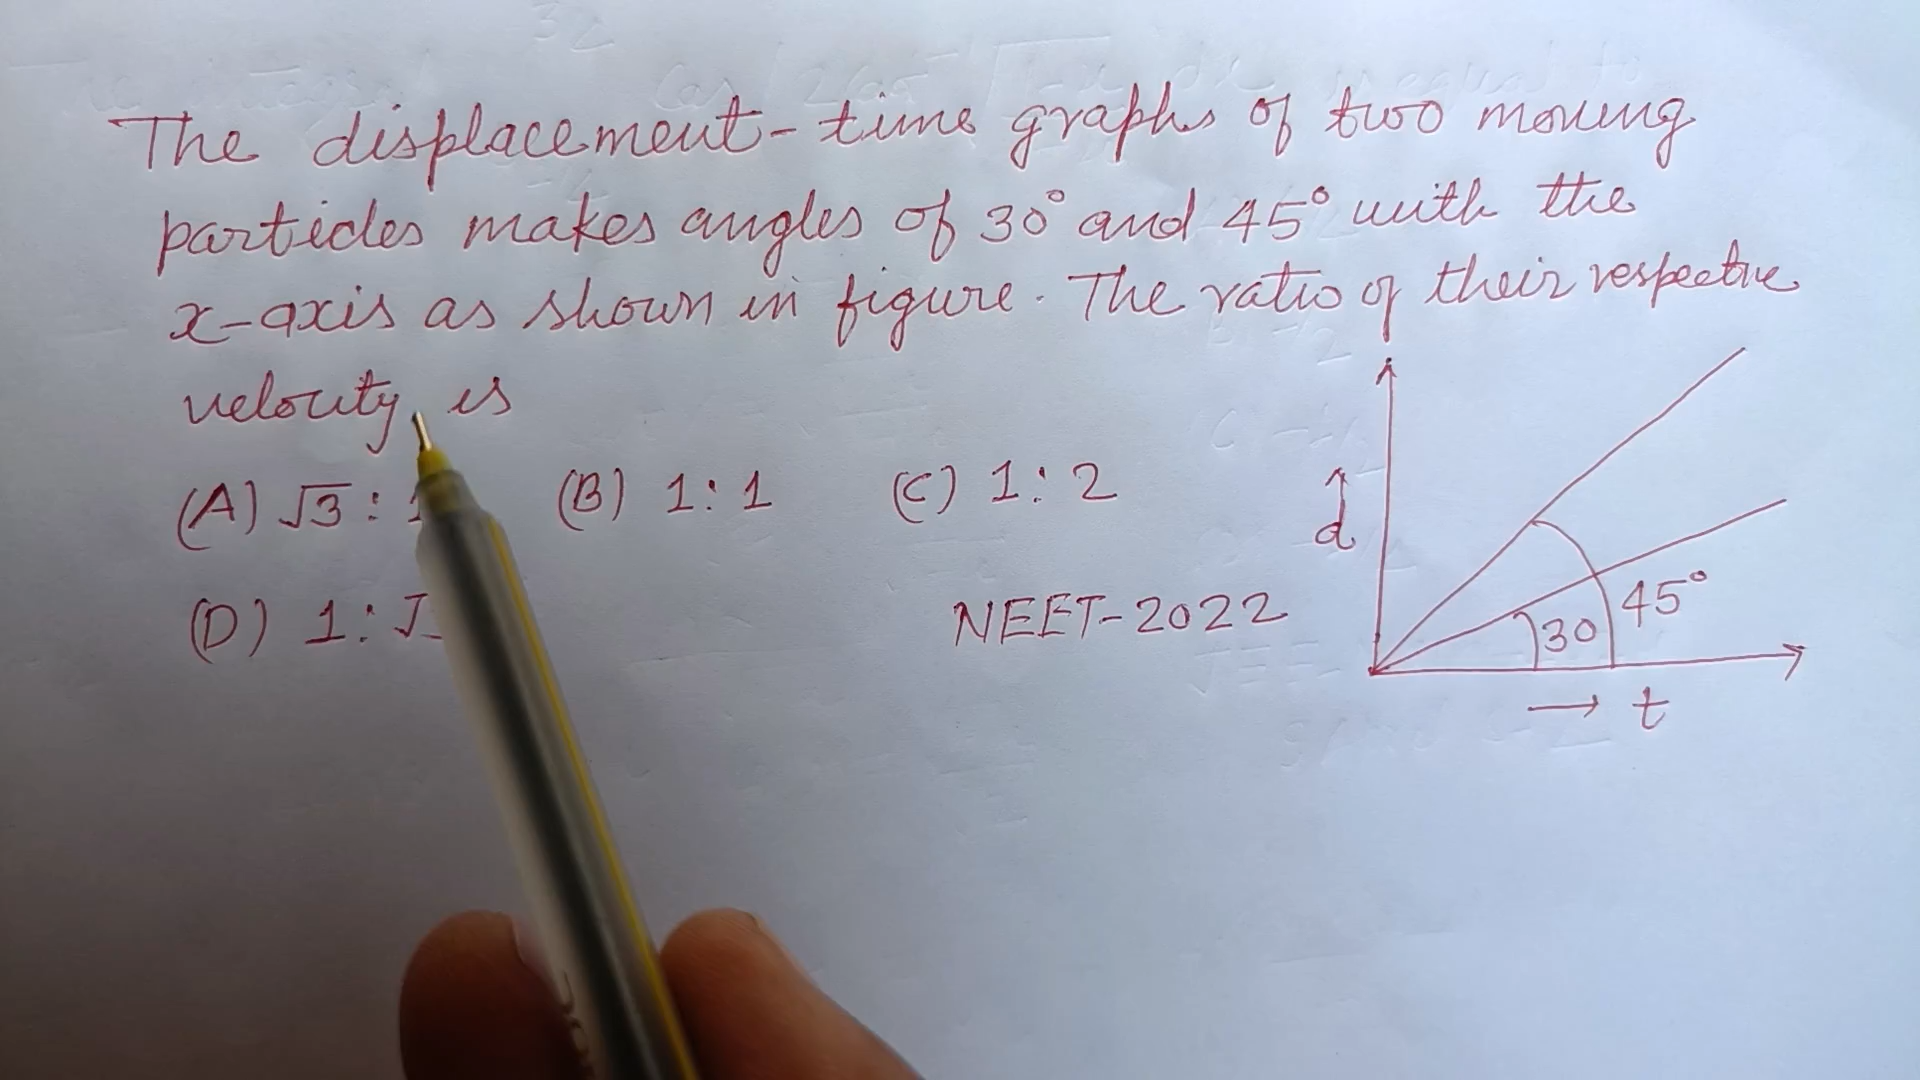 The displacement-time graphs of two moving
particles makes angles of 30° and 45° with the
x-axis as shown in figure. The ratio of their respective
velocity is
(A) √3 : 1 (B) 1:1 (C) 1:2
(D) 1:
NEET-2022
d
45°
30
→ t